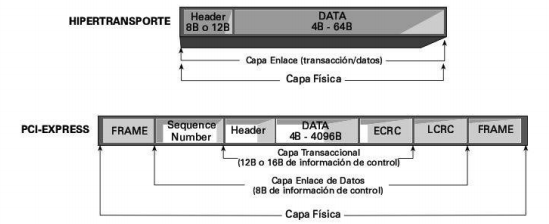 HIPERTRANSPORTE
Header
8B o 12B
DATA
4B - 64B
Capa Enlace (transacción/datos)
Capa Física
PCI-EXPRESS
FRAME
Sequence
Number
Header
DATA
4B - 4096B
ECRC
LCRC
FRAME
Capa Transaccional
(12B o 16B de información de control)
Capa Enlace de Datos
(8B de información de control)
Capa Física